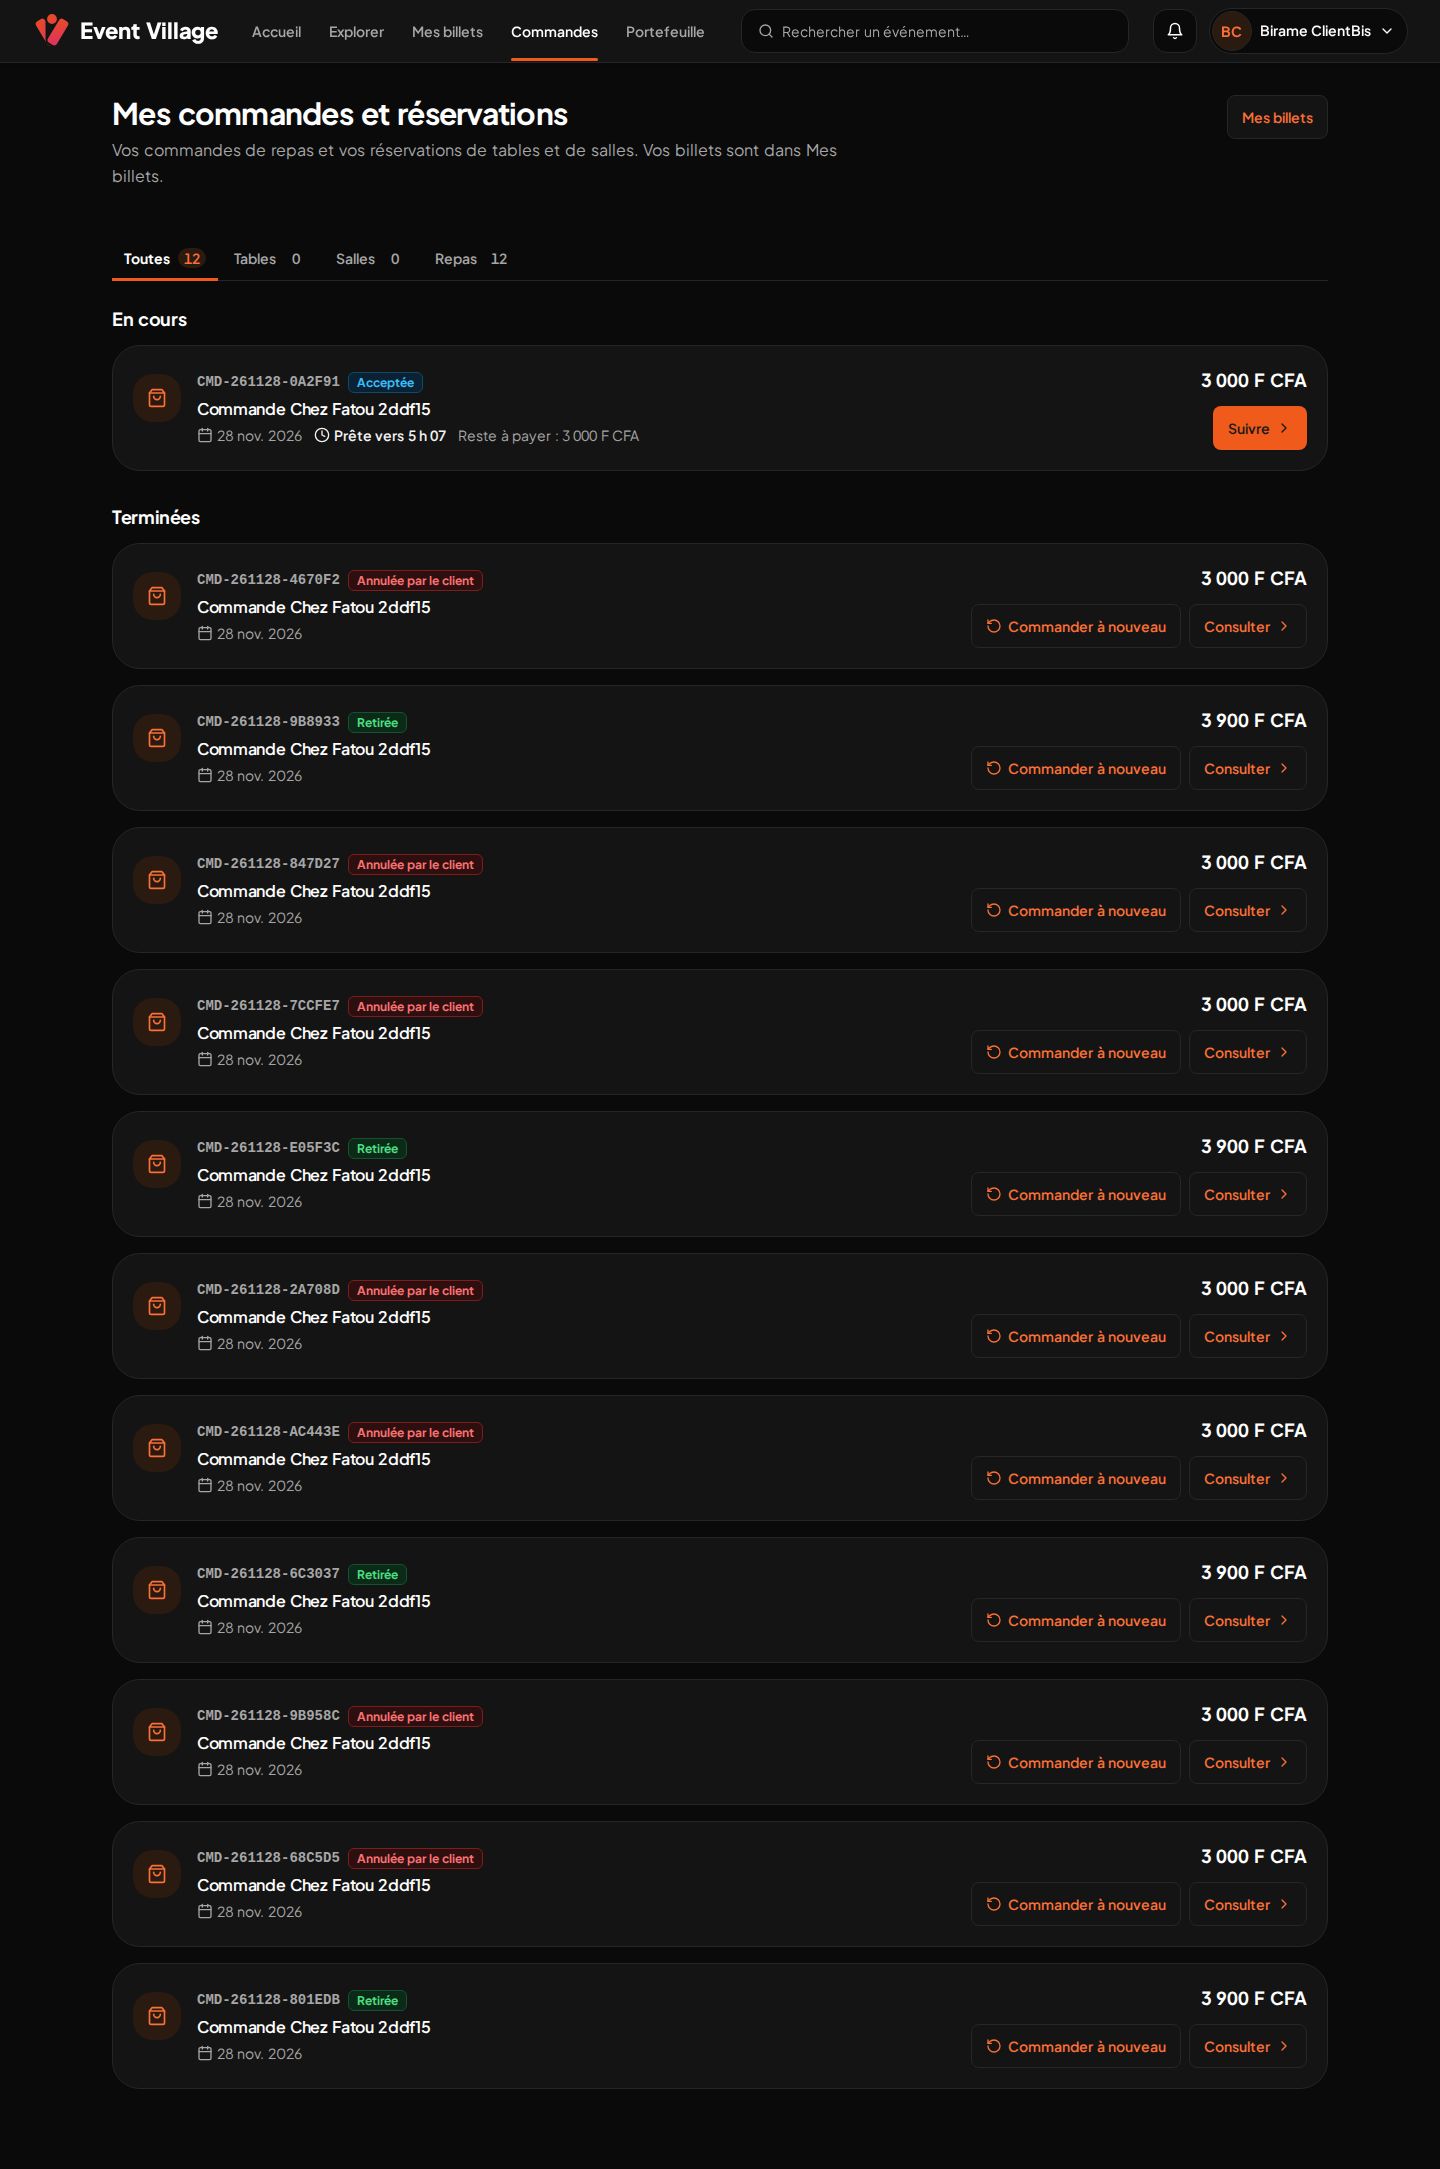 Event Village
Accueil
Explorer
Mes billets
Commandes
Portefeuille
Rechercher un événement...
BC
Birame ClientBis
Mes commandes et réservations
Mes billets
Vos commandes de repas et vos réservations de tables et de salles. Vos billets sont dans Mes
billets.
Toutes 12
Tables 0
Salles 0
Repas 12
En cours
CMD-261128-0A2F91 Acceptée
3 000 F CFA
Commande Chez Fatou 2ddf15
28 nov. 2026 Prête vers 5 h 07 Reste à payer : 3 000 F CFA
Suivre
Terminées
CMD-261128-4670F2 Annulée par le client
3 000 F CFA
Commande Chez Fatou 2ddf15
28 nov. 2026
Commander à nouveau
Consulter
CMD-261128-9B8933 Retirée
3 900 F CFA
Commande Chez Fatou 2ddf15
28 nov. 2026
Commander à nouveau
Consulter
CMD-261128-847D27 Annulée par le client
3 000 F CFA
Commande Chez Fatou 2ddf15
28 nov. 2026
Commander à nouveau
Consulter
CMD-261128-7CCFE7 Annulée par le client
3 000 F CFA
Commande Chez Fatou 2ddf15
28 nov. 2026
Commander à nouveau
Consulter
CMD-261128-E05F3C Retirée
3 900 F CFA
Commande Chez Fatou 2ddf15
28 nov. 2026
Commander à nouveau
Consulter
CMD-261128-2A708D Annulée par le client
3 000 F CFA
Commande Chez Fatou 2ddf15
28 nov. 2026
Commander à nouveau
Consulter
CMD-261128-AC443E Annulée par le client
3 000 F CFA
Commande Chez Fatou 2ddf15
28 nov. 2026
Commander à nouveau
Consulter
CMD-261128-6C3037 Retirée
3 900 F CFA
Commande Chez Fatou 2ddf15
28 nov. 2026
Commander à nouveau
Consulter
CMD-261128-9B958C Annulée par le client
3 000 F CFA
Commande Chez Fatou 2ddf15
28 nov. 2026
Commander à nouveau
Consulter
CMD-261128-68C5D5 Annulée par le client
3 000 F CFA
Commande Chez Fatou 2ddf15
28 nov. 2026
Commander à nouveau
Consulter
CMD-261128-801EDB Retirée
3 900 F CFA
Commande Chez Fatou 2ddf15
28 nov. 2026
Commander à nouveau
Consulter